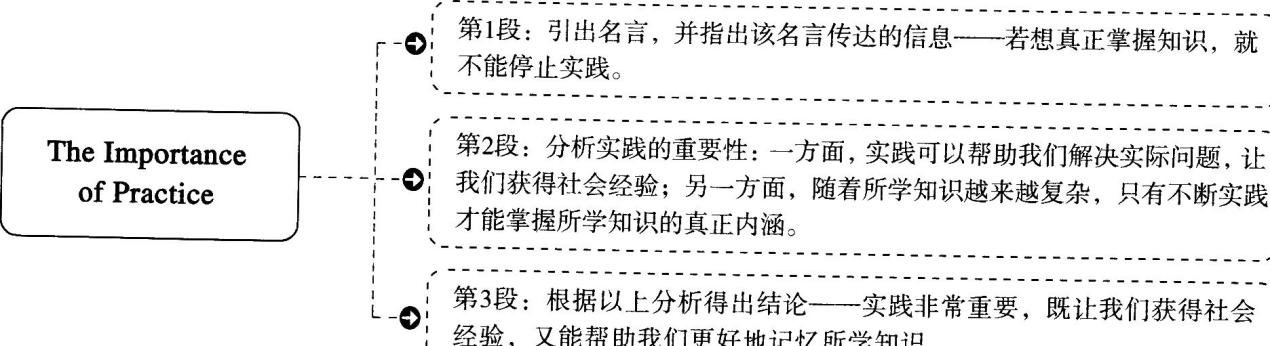 The Importance
of Practice
第1段：引出名言，并指出该名言传达的信息——若想真正掌握知识，就
不能停止实践。
第2段：分析实践的重要性：一方面，实践可以帮助我们解决实际问题，让
我们获得社会经验；另一方面，随着所学知识越来越复杂，只有不断实践
才能掌握所学知识的真正内涵。
第3段：根据以上分析得出结论——实践非常重要，既让我们获得社会
经验，又能帮助我们更好地记忆所学知识